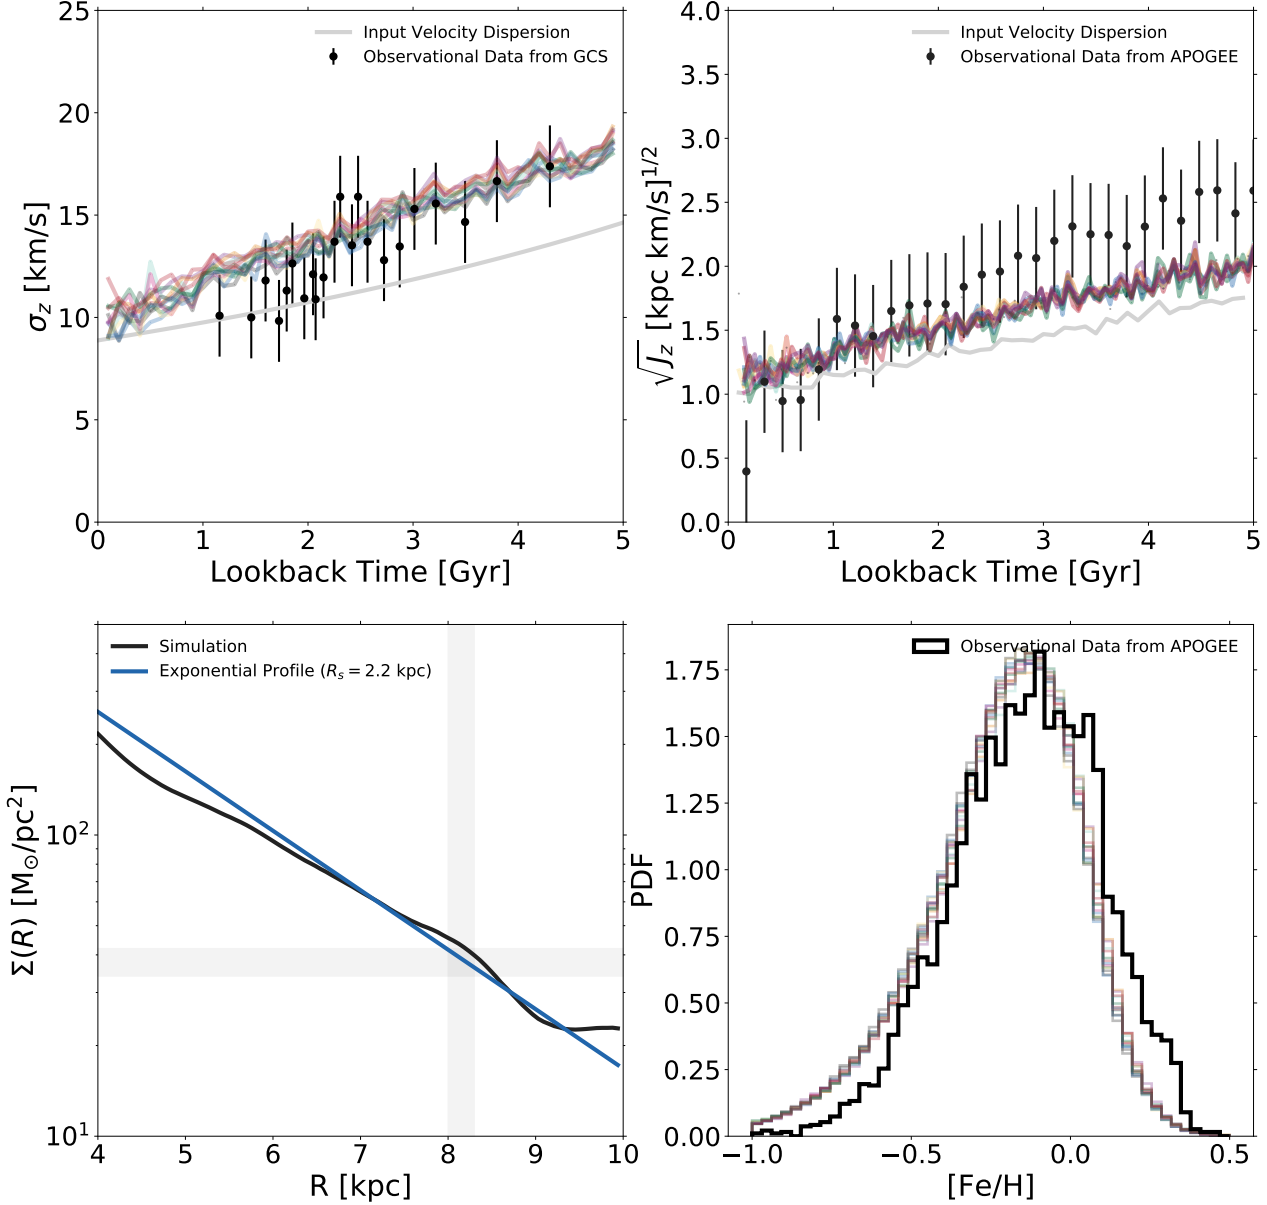 25
20
15
10
5
0
σz [km/s]
Input Velocity Dispersion
Observational Data from GCS
0 1 2 3 4 5
Lookback Time [Gyr]
4.0
3.5
3.0
2.5
2.0
1.5
1.0
0.5
0.0
√Jz [kpc km/s]^1/2
Input Velocity Dispersion
Observational Data from APOGEE
0 1 2 3 4 5
Lookback Time [Gyr]
10^2
10^1
Σ(R) [M⊙/pc^2]
Simulation
Exponential Profile (Rs = 2.2 kpc)
4 5 6 7 8 9 10
R [kpc]
1.75
1.50
1.25
1.00
0.75
0.50
0.25
0.00
PDF
Observational Data from APOGEE
−1.0 −0.5 0.0 0.5
[Fe/H]